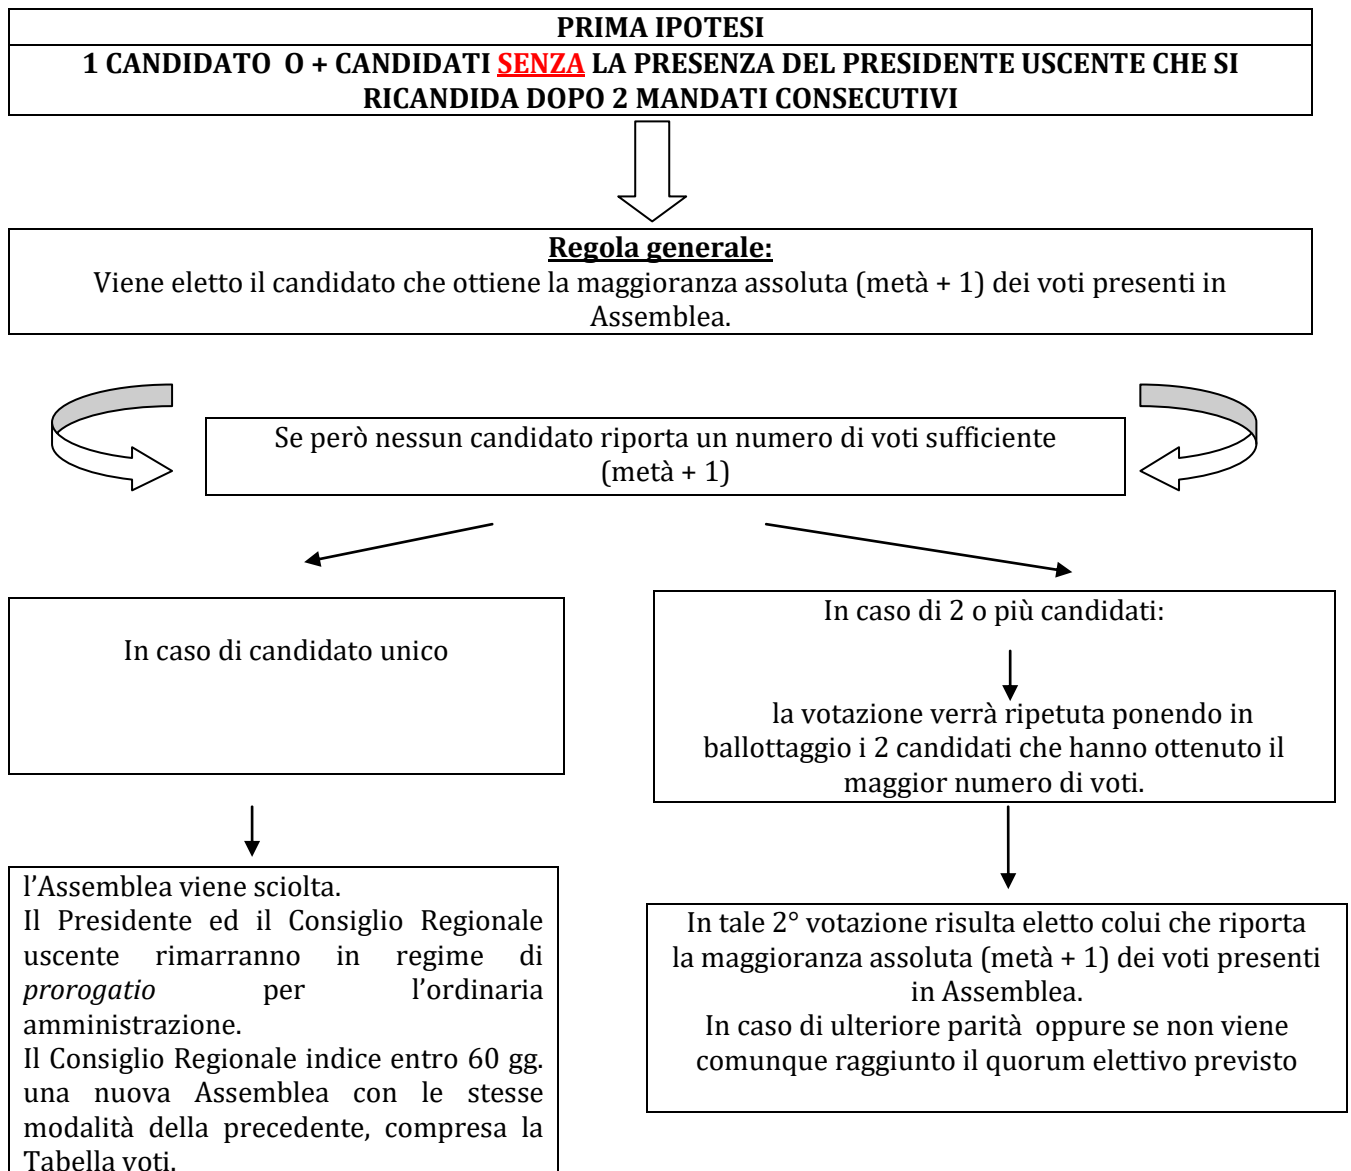 PRIMA IPOTESI
1 CANDIDATO O + CANDIDATI SENZA LA PRESENZA DEL PRESIDENTE USCENTE CHE SI
RICANDIDA DOPO 2 MANDATI CONSECUTIVI
Regola generale:
Viene eletto il candidato che ottiene la maggioranza assoluta (metà + 1) dei voti presenti in
Assemblea.
Se però nessun candidato riporta un numero di voti sufficiente
(metà + 1)
In caso di candidato unico
l’Assemblea viene sciolta.
Il Presidente ed il Consiglio Regionale
uscente rimarranno in regime di
prorogatio per l’ordinaria
amministrazione.
Il Consiglio Regionale indice entro 60 gg.
una nuova Assemblea con le stesse
modalità della precedente, compresa la
Tabella voti.
In caso di 2 o più candidati:
la votazione verrà ripetuta ponendo in
ballottaggio i 2 candidati che hanno ottenuto il
maggior numero di voti.
In tale 2° votazione risulta eletto colui che riporta
la maggioranza assoluta (metà + 1) dei voti presenti
in Assemblea.
In caso di ulteriore parità oppure se non viene
comunque raggiunto il quorum elettivo previsto